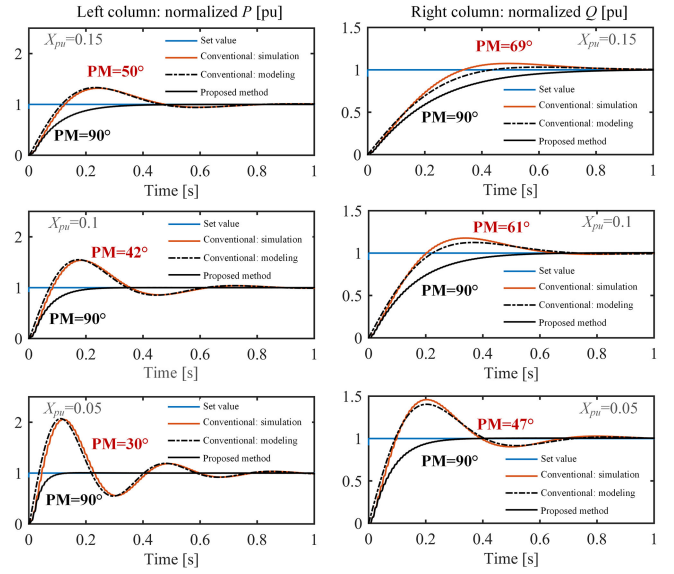 Left column: normalized P [pu]
Right column: normalized Q [pu]
X_pu=0.15
PM=50°
PM=90°
Set value
Conventional: simulation
Conventional: modeling
Proposed method
2
1
0
0
0.2
0.4
0.6
0.8
1
Time [s]
X_pu=0.15
PM=69°
PM=90°
Set value
Conventional: simulation
Conventional: modeling
Proposed method
1.5
1
0.5
0
0
0.2
0.4
0.6
0.8
1
Time [s]
X_pu=0.1
PM=42°
PM=90°
Set value
Conventional: simulation
Conventional: modeling
Proposed method
2
1
0
0
0.2
0.4
0.6
0.8
1
Time [s]
X_pu=0.1
PM=61°
PM=90°
Set value
Conventional: simulation
Conventional: modeling
Proposed method
1.5
1
0.5
0
0
0.2
0.4
0.6
0.8
1
Time [s]
X_pu=0.05
PM=30°
PM=90°
Set value
Conventional: simulation
Conventional: modeling
Proposed method
2
1
0
0
0.2
0.4
0.6
0.8
1
Time [s]
X_pu=0.05
PM=47°
PM=90°
Set value
Conventional: simulation
Conventional: modeling
Proposed method
1.5
1
0.5
0
0
0.2
0.4
0.6
0.8
1
Time [s]